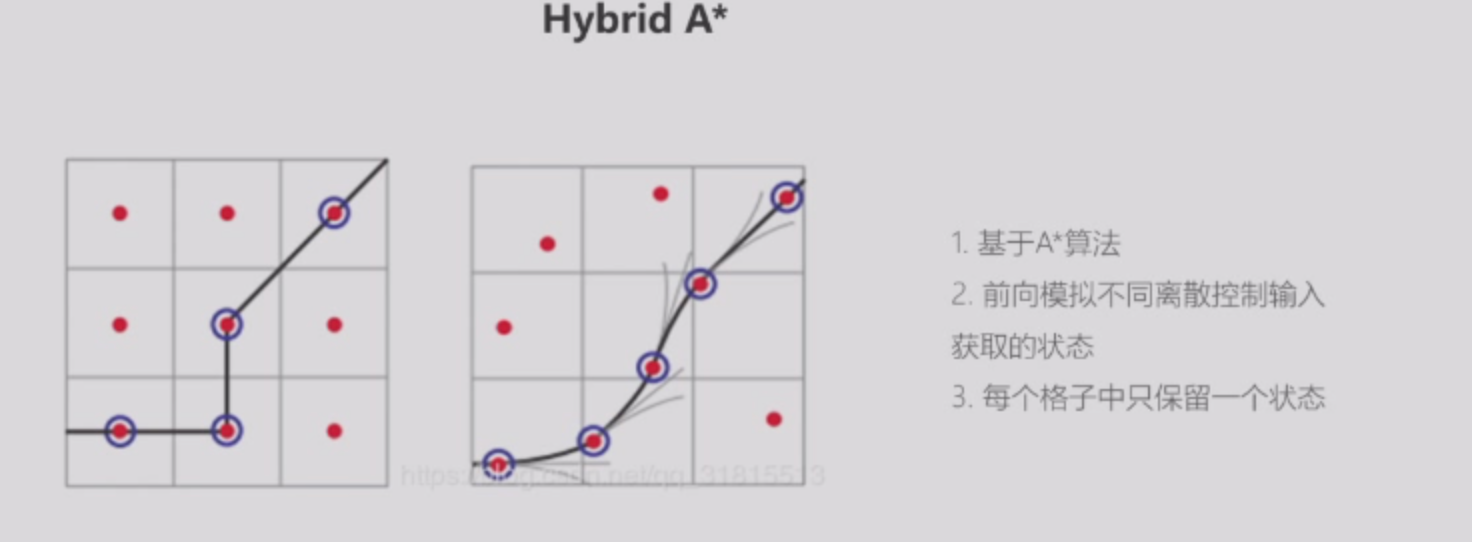 Hybrid A*
1. 基于A*算法
2. 前向模拟不同离散控制输入
获取的状态
3. 每个格子中只保留一个状态
https://blog.csdn.net/qq_31815513